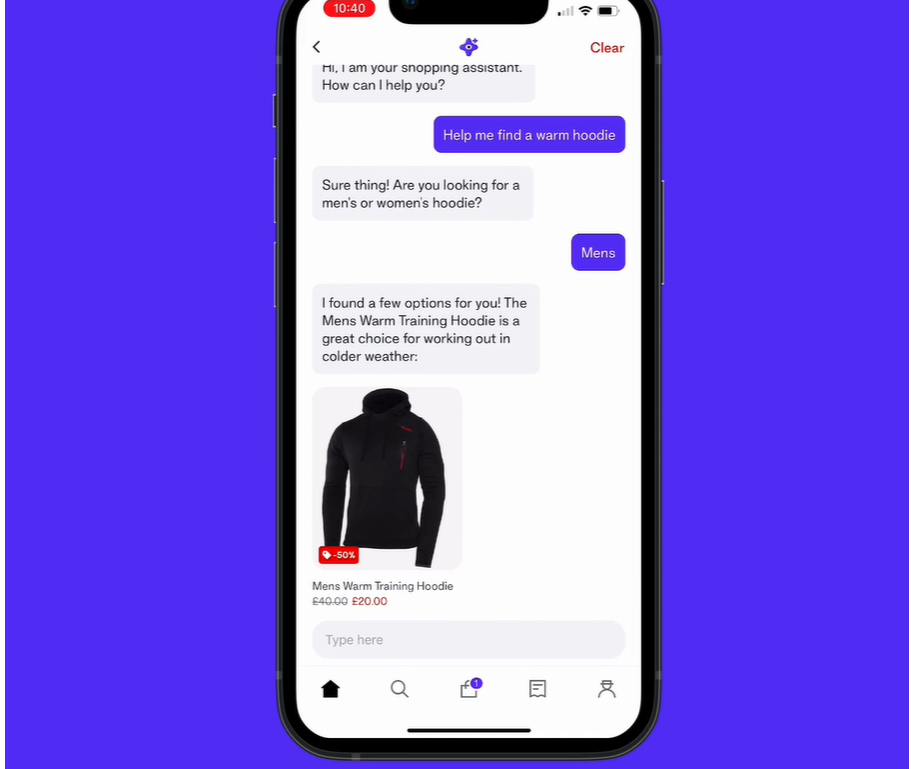 10:40
Clear
Hi, I am your shopping assistant.
How can I help you?
Help me find a warm hoodie
Sure thing! Are you looking for a
men's or women's hoodie?
Mens
I found a few options for you! The
Mens Warm Training Hoodie is a
great choice for working out in
colder weather:
-50%
Mens Warm Training Hoodie
£40.00 £20.00
Type here
1